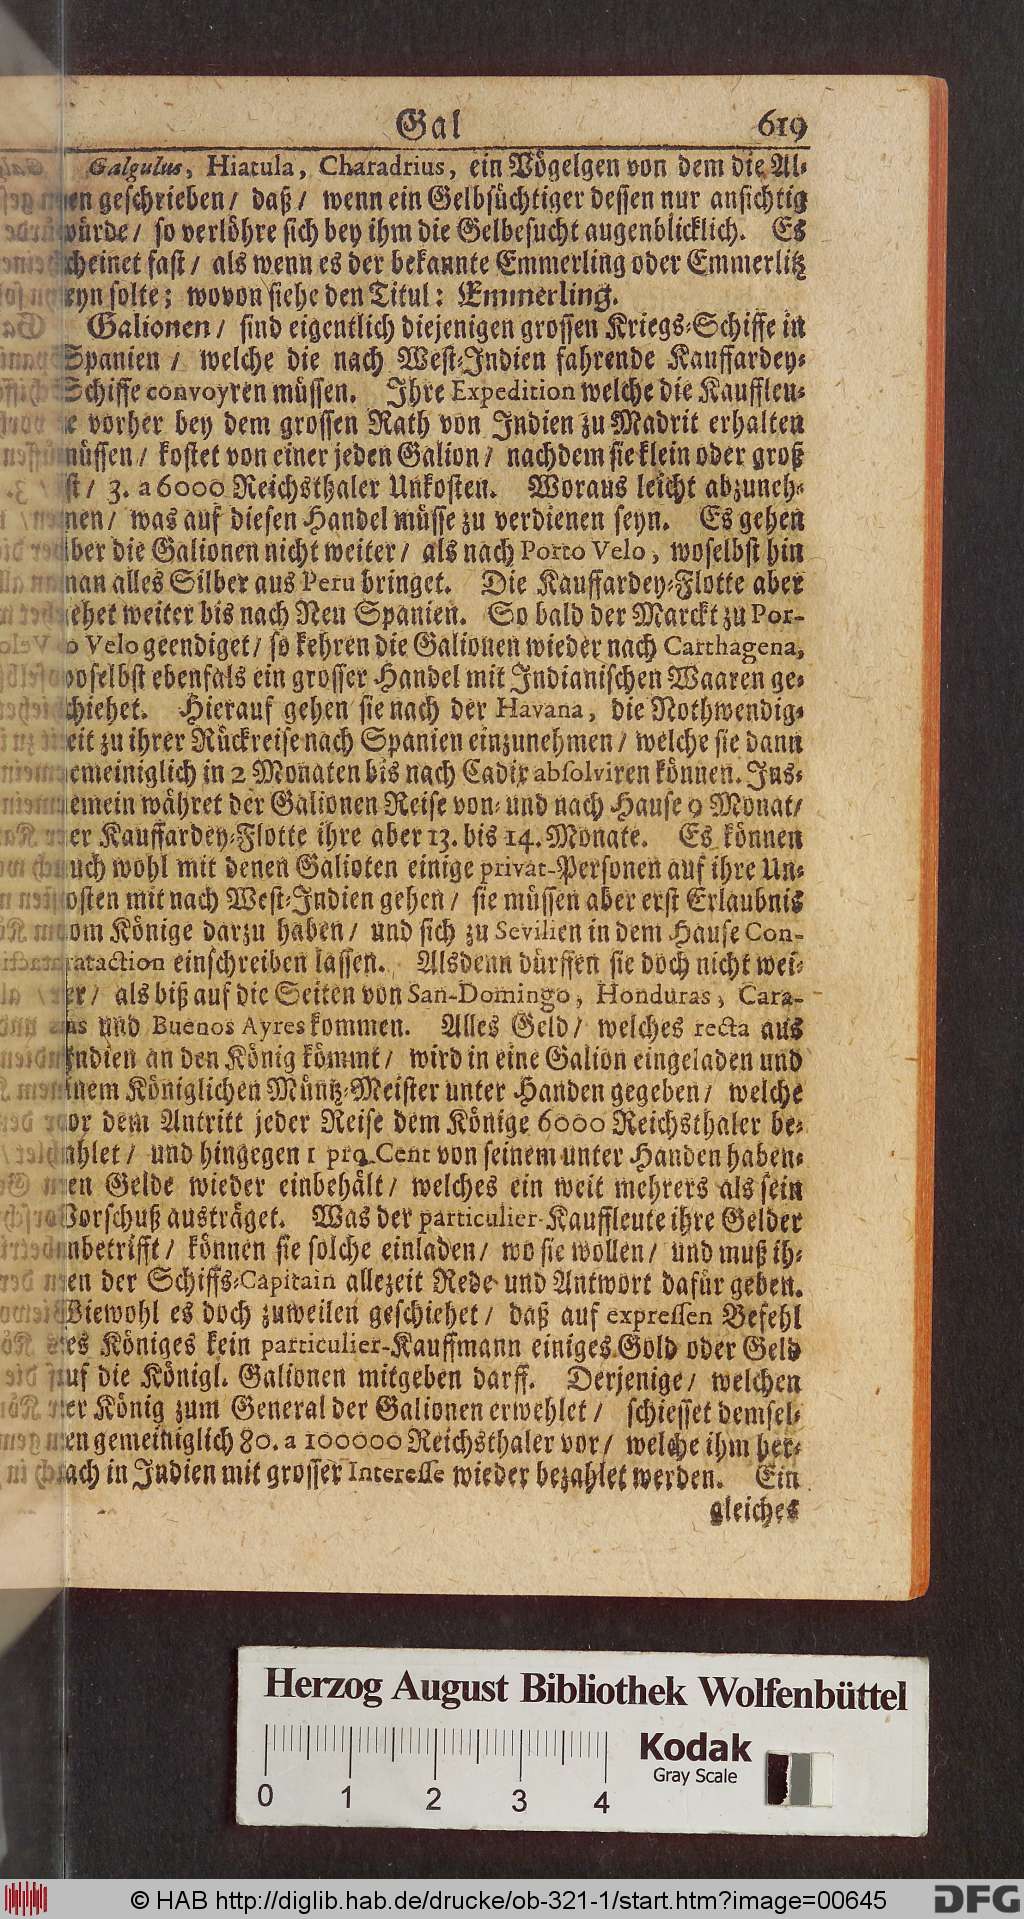 Gal 619
Galgulus, Hiatula, Charadrius, ein Vögelgen von dem die Al-
en geschrieben / daß / wenn ein Gelbsüchtiger dessen nur ansichtig
würde / so verlöhre sich bey ihm die Gelbesucht augenblicklich. Es
cheinet fast / als wenn es der bekannte Emmerling oder Emmerlitz
eyn solte; wovon siehe den Titul: Emmerling.
Galionen / sind eigentlich diejenigen grossen Kriegs-Schiffe in
Spanien / welche die nach West-Indien fahrende Kauffardey-
Schiffe convoyren müssen. Ihre Expedition welche die Kauffleu-
e vorher bey dem grossen Rath von Indien zu Madrit erhalten
müssen / kostet von einer jeden Galion / nachdem sie klein oder groß
st / 3. a 6000 Reichsthaler Unkosten. Woraus leicht abzuneh-
nen / was auf diesen Handel müsse zu verdienen seyn. Es gehen
ber die Galionen nicht weiter / als nach Porto Velo, woselbst hin
nan alles Silber aus Peru bringet. Die Kauffardey-Flotte aber
ehet weiter bis nach Neu Spanien. So bald der Marckt zu Por-
o Velo geendiget / so kehren die Galionen wieder nach Carthagena,
woselbst ebenfals ein grosser Handel mit Indianischen Waaren ge-
chiehet. Hierauf gehen sie nach der Havana, die Nothwendig-
eit zu ihrer Rückreise nach Spanien einzunehmen / welche sie dann
emeiniglich in 2 Monaten bis nach Cadix absolviren können. Ins-
emein währet der Galionen Reise von- und nach Hause 9 Monat /
er Kauffardey-Flotte ihre aber 13. bis 14. Monate. Es können
uch wohl mit denen Galioten einige privat-Personen auf ihre Un-
osten mit nach West-Indien gehen / sie müssen aber erst Erlaubnis
om Könige darzu haben / und sich zu Sevilien in dem Hause Con-
rataction einschreiben lassen. Alsdenn dürffen sie doch nicht wei-
er / als biß auf die Seiten von San-Domingo, Honduras, Cara-
as und Buenos Ayres kommen. Alles Geld / welches recta aus
Indien an den König kömmt / wird in eine Galion eingeladen und
inem Königlichen Müntz-Meister unter Handen gegeben / welche
or dem Antritt jeder Reise dem Könige 6000 Reichsthaler be-
ahlet / und hingegen 1 pro Cent von seinem unter Handen haben-
en Gelde wieder einbehält / welches ein weit mehrers als sein
Vorschuß austräget. Was der particulier-Kauffleute ihre Gelder
nbetrifft / können sie solche einladen / wo sie wollen / und muß ih-
en der Schiffs-Capitain allezeit Rede und Antwort dafür geben.
Wiewohl es doch zuweilen geschiehet / daß auf expressen Befehl
es Königes kein particulier-Kauffmann einiges Gold oder Geld
uf die Königl. Galionen mitgeben darff. Derjenige / welchen
er König zum General der Galionen erwehlet / schiesset demsel-
en gemeiniglich 80. a 100000 Reichsthaler vor / welche ihm her-
ach in Indien mit grosser Interesse wieder bezahlet werden. Ein
gleiches
Herzog August Bibliothek Wolfenbüttel
Kodak
Gray Scale
0 1 2 3 4
© HAB http://diglib.hab.de/drucke/ob-321-1/start.htm?image=00645
DFG